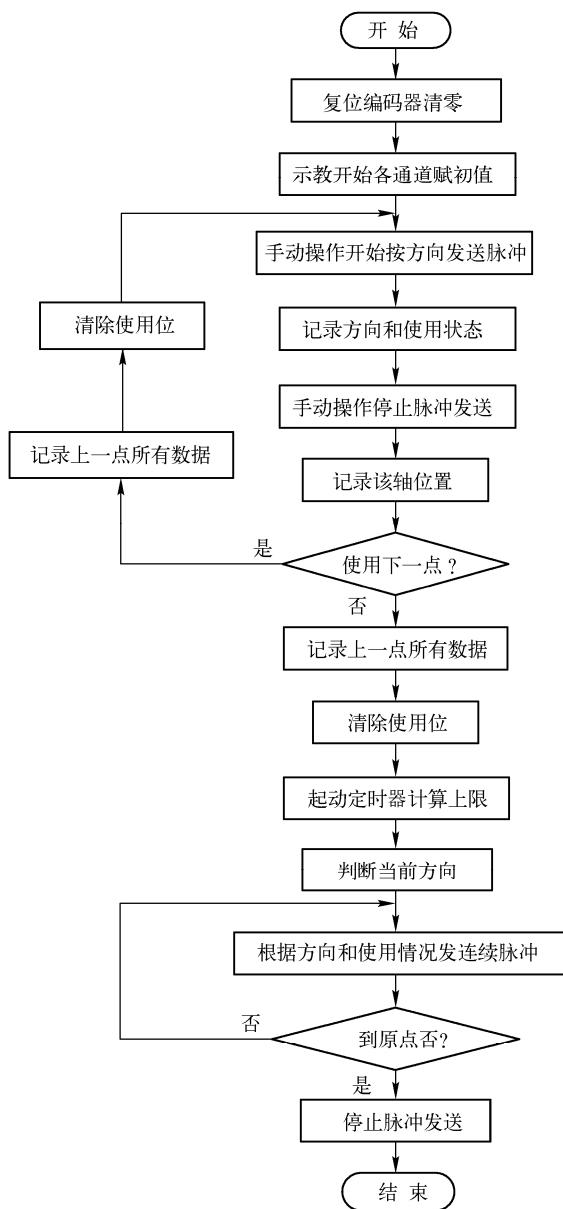 开 始
复位编码器清零
示教开始各通道赋初值
手动操作开始按方向发送脉冲
清除使用位
记录方向和使用状态
手动操作停止脉冲发送
记录上一点所有数据
记录该轴位置
是
使用下一点？
否
记录上一点所有数据
清除使用位
起动定时器计算上限
判断当前方向
根据方向和使用情况发连续脉冲
否
到原点否？
是
停止脉冲发送
结 束